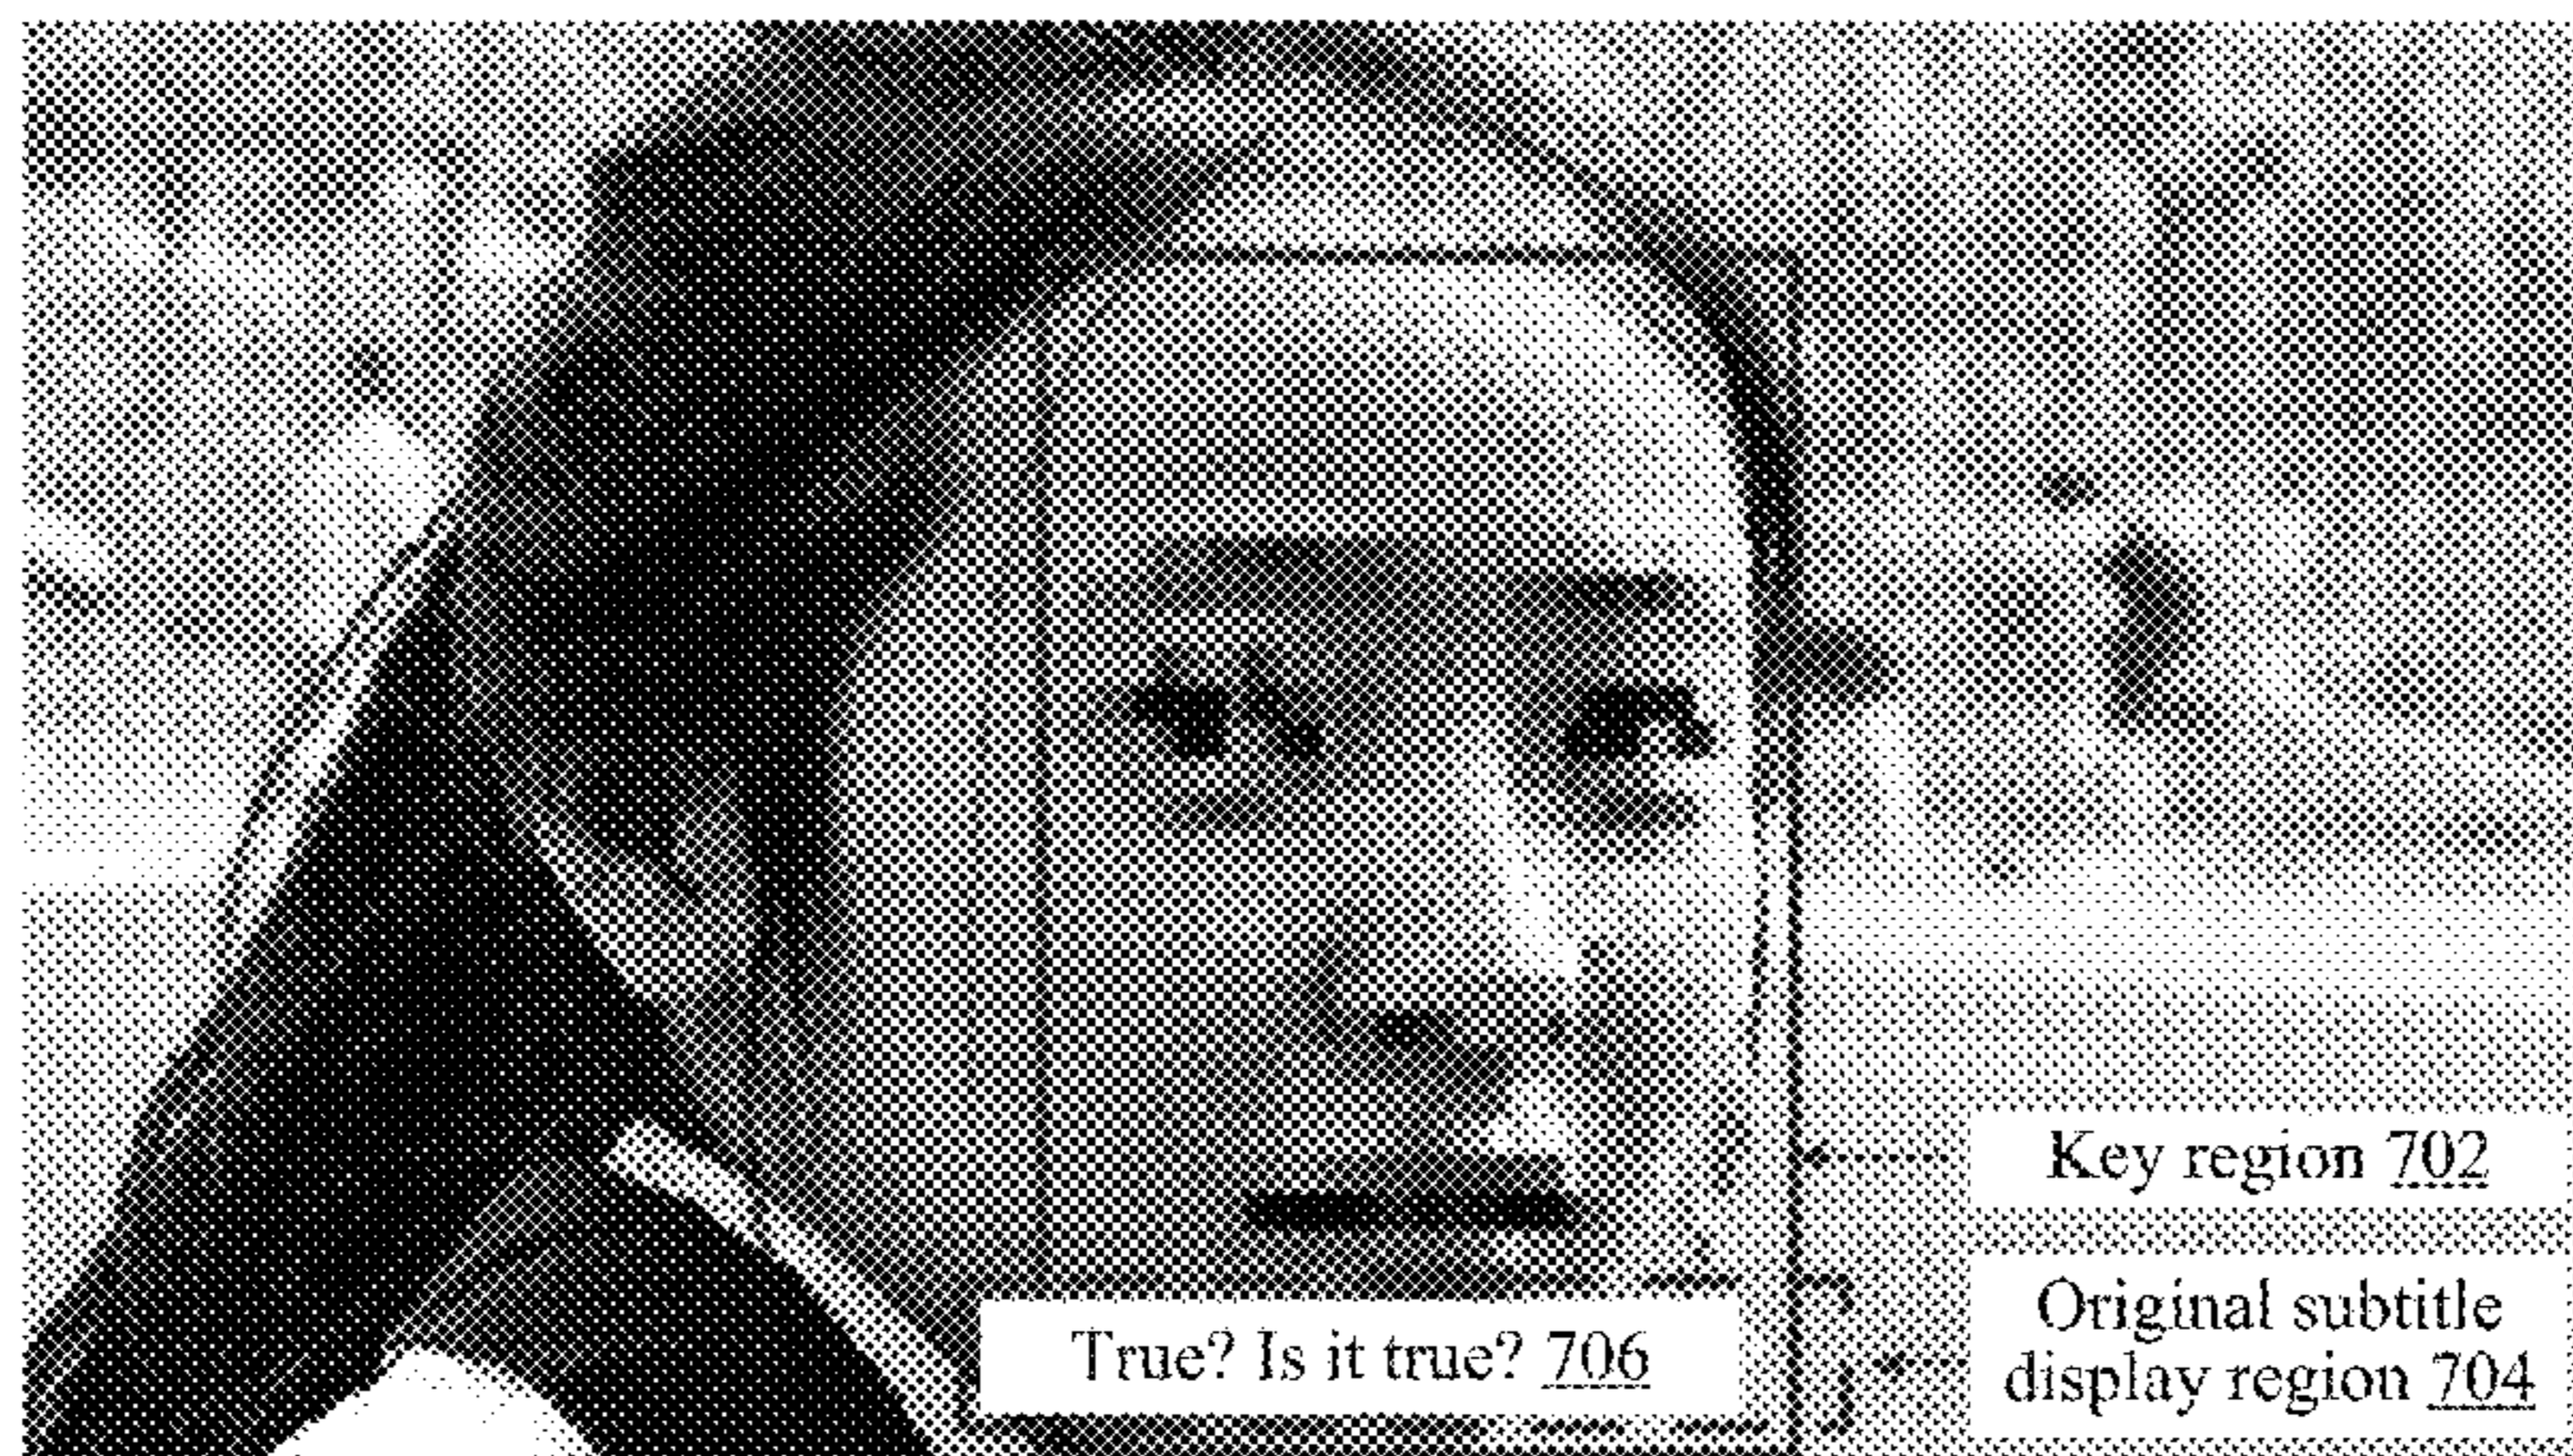 Key region 702
Original subtitle
display region 704
True? Is it true? 706